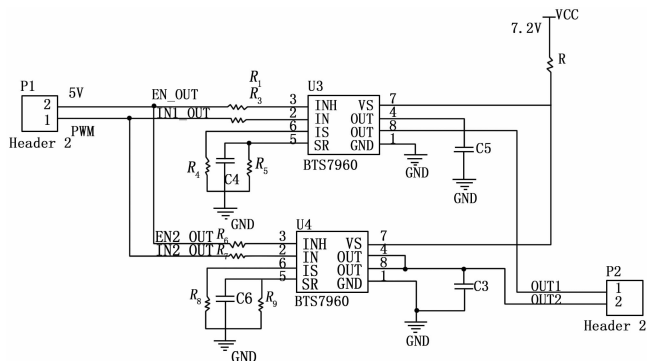 VCC
7.2V
R
P1
2
1
Header 2
5V
PWM
EN_OUT
IN1_OUT
R1
R3
U3
3 INH VS 7
2 IN OUT 4
6 IS OUT 8
5 SR GND 1
BTS7960
R4
C4
R5
GND
GND
C5
GND
EN2_OUT
IN2_OUT
R6
R7
U4
3 INH VS 7
2 IN OUT 4
6 IS OUT 8
5 SR GND 1
BTS7960
R8
C6
R9
GND
GND
C3
OUT1
OUT2
P2
1
2
Header 2